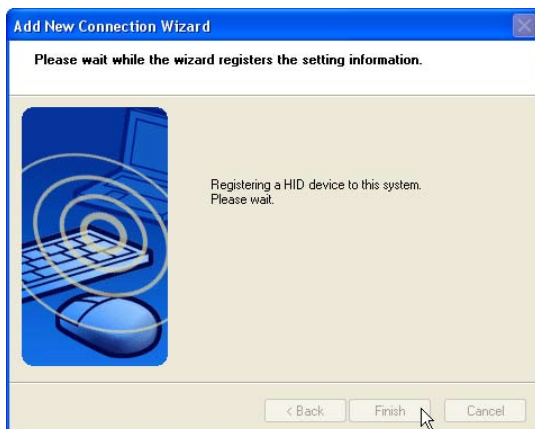 Add New Connection Wizard
Please wait while the wizard registers the setting information.
Registering a HID device to this system.
Please wait.
< Back
Finish
Cancel